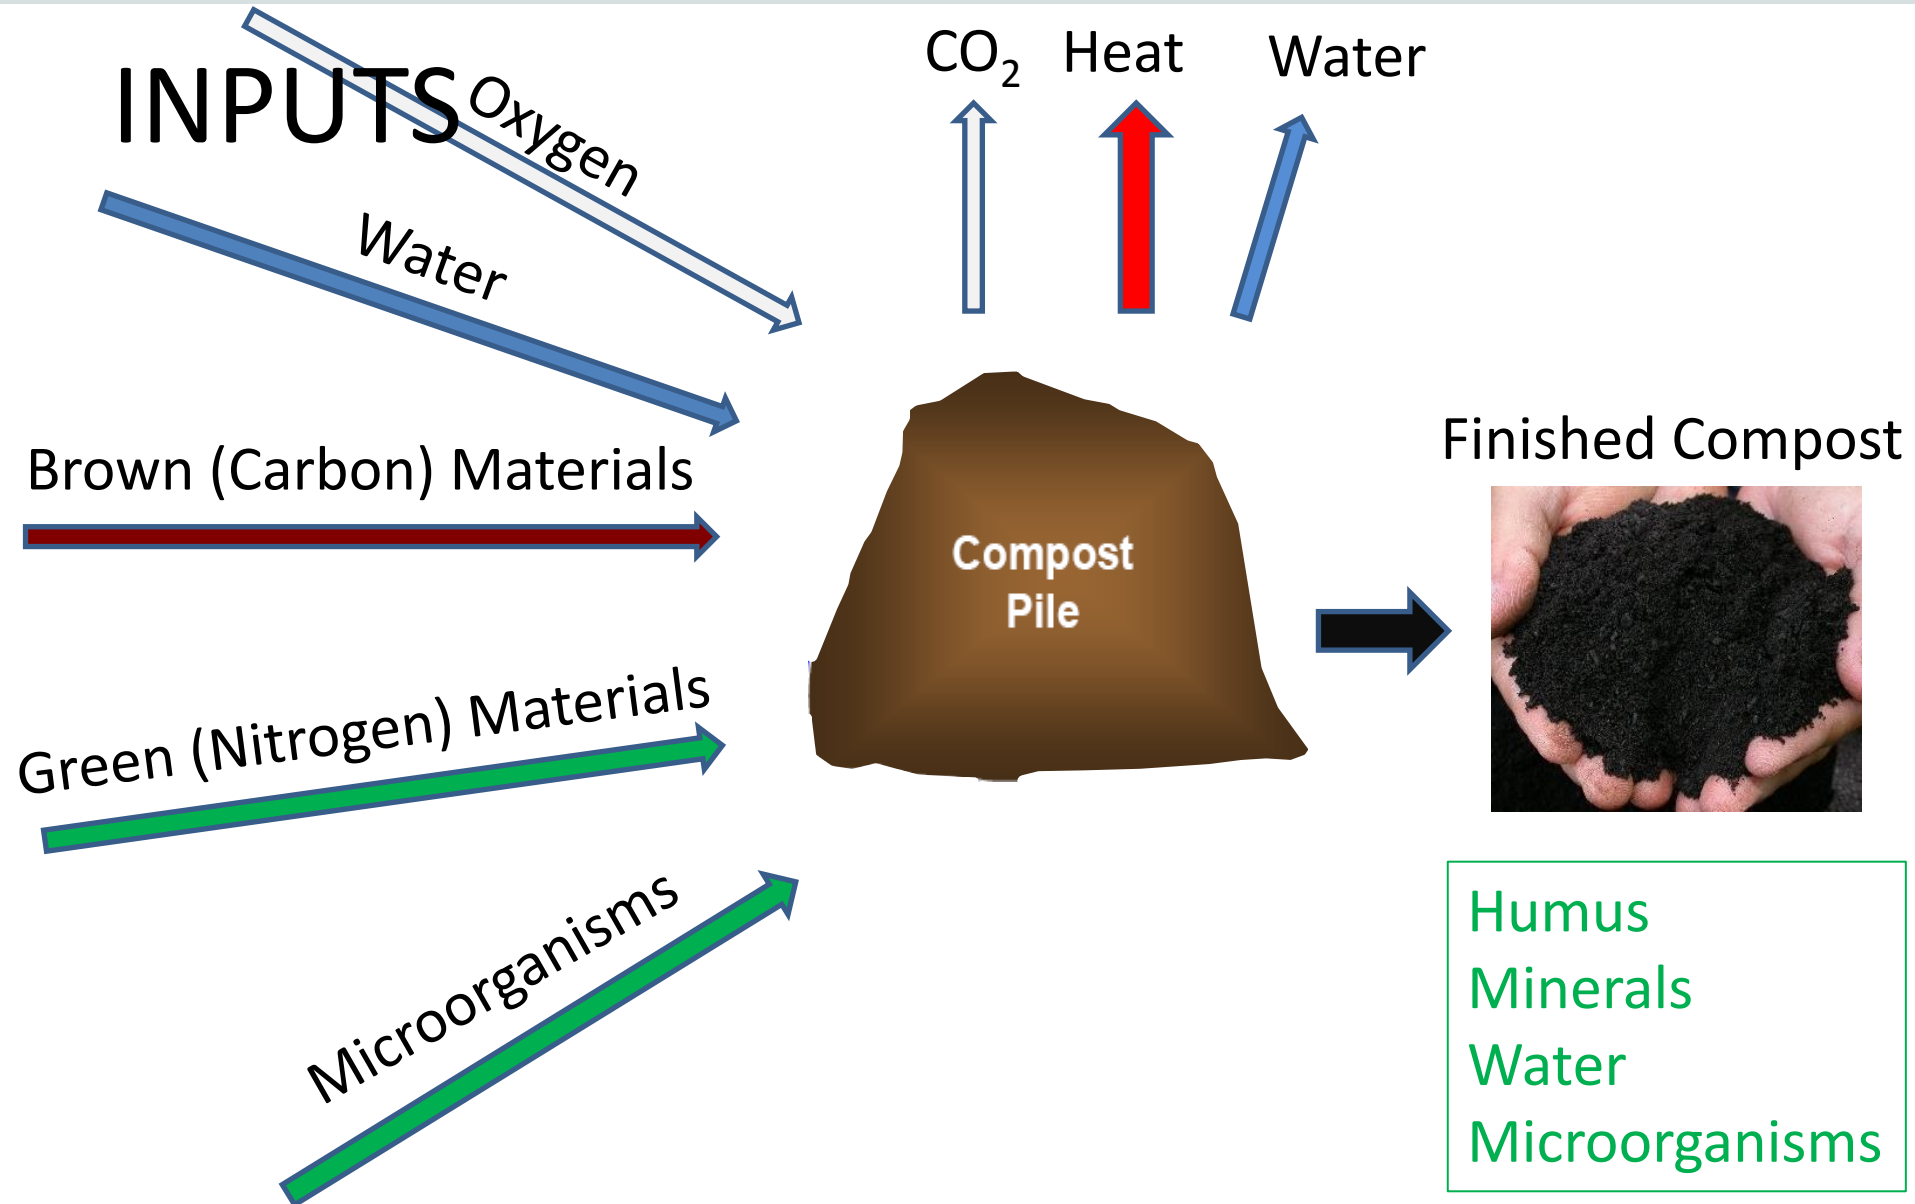 INPUTS
Oxygen
Water
Brown (Carbon) Materials
Green (Nitrogen) Materials
Microorganisms
CO₂
Heat
Water
Compost
Pile
Finished Compost
Humus
Minerals
Water
Microorganisms